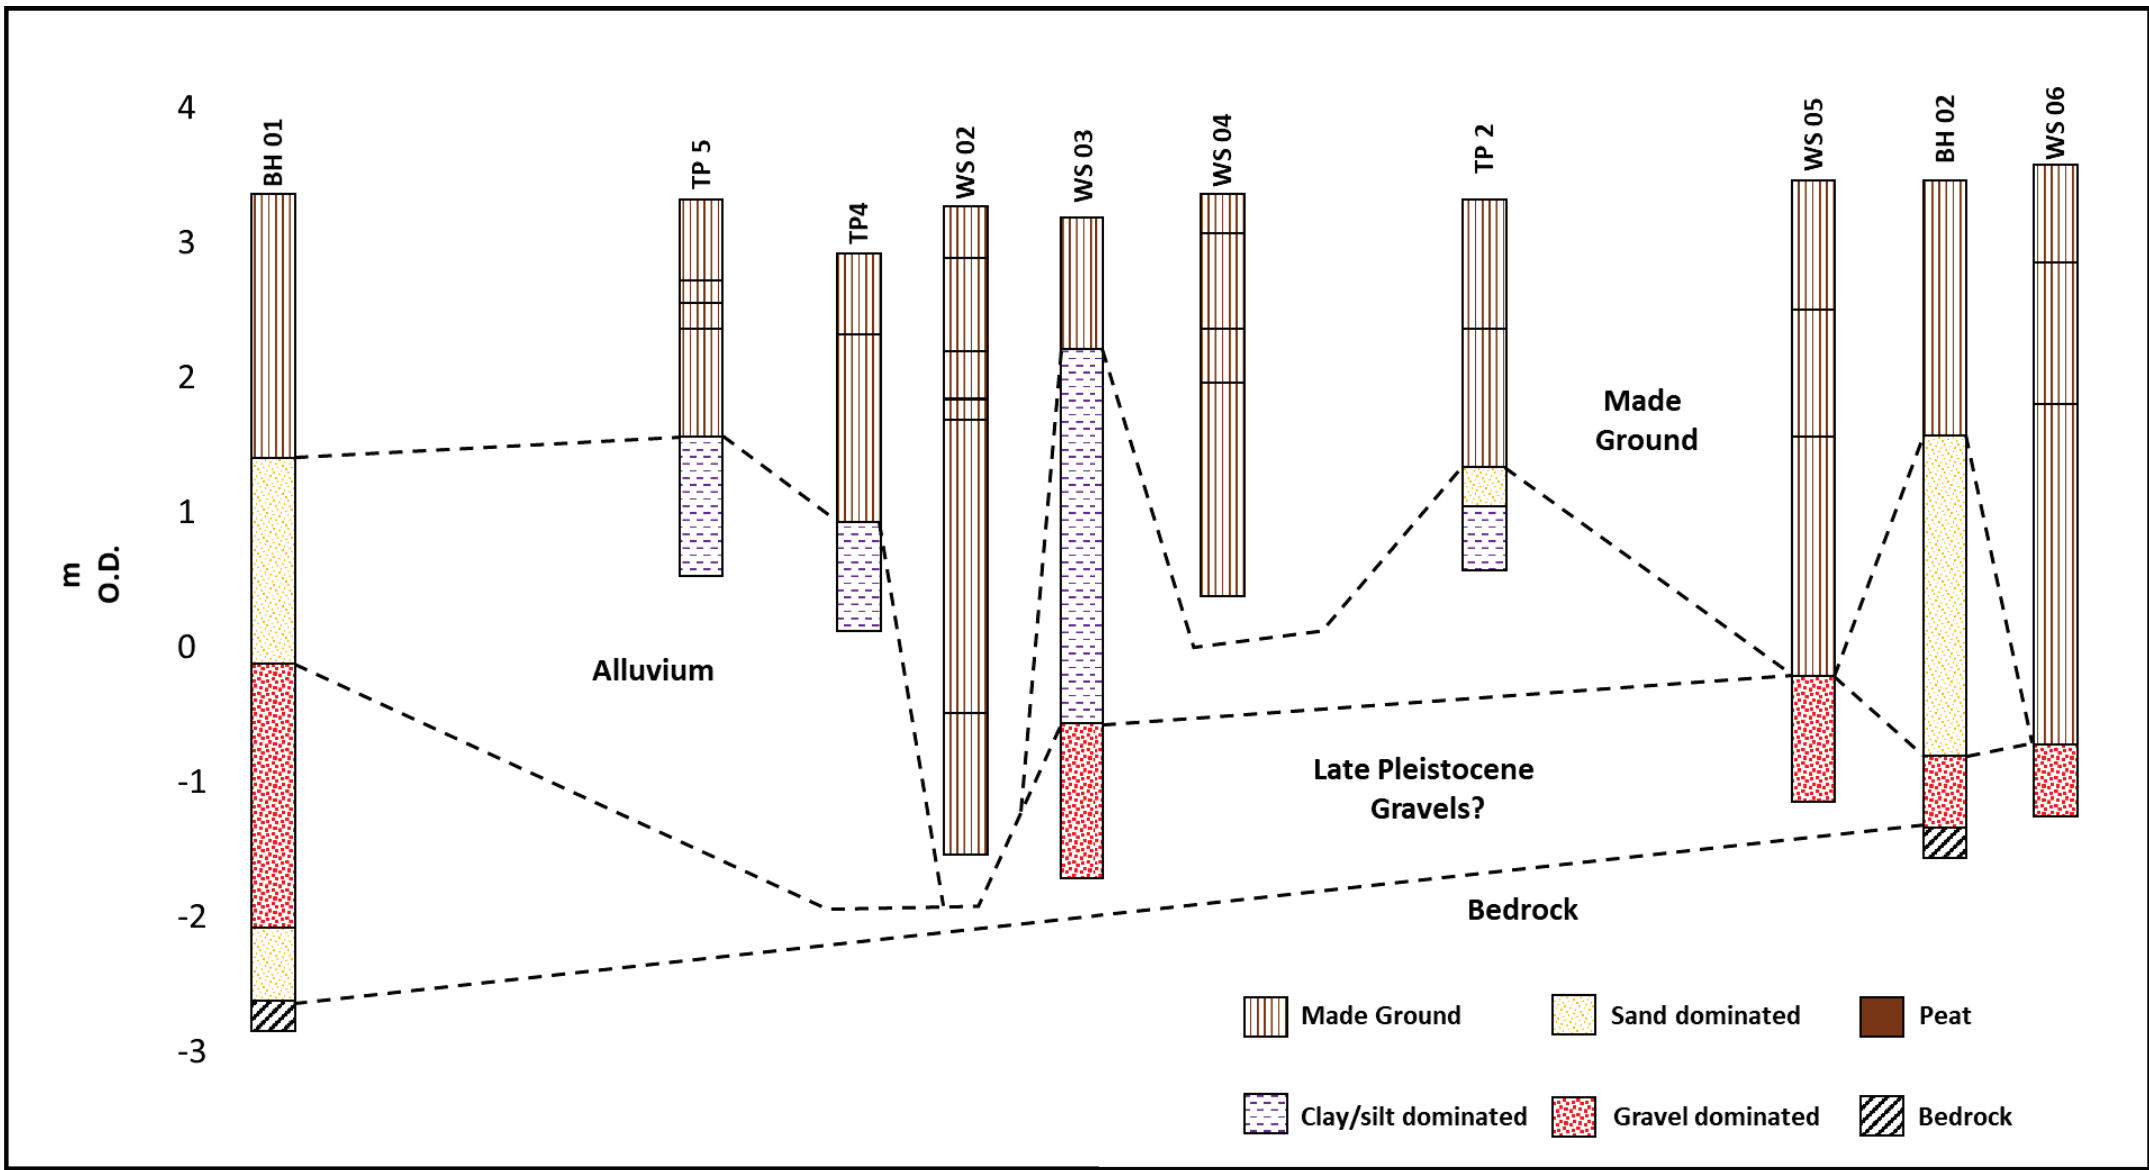 4
3
2
1
0
-1
-2
-3
m
O.D.
BH 01
TP 5
TP4
WS 02
WS 03
WS 04
TP 2
WS 05
BH 02
WS 06
Made
Ground
Alluvium
Late Pleistocene
Gravels?
Bedrock
Made Ground
Sand dominated
Peat
Clay/silt dominated
Gravel dominated
Bedrock